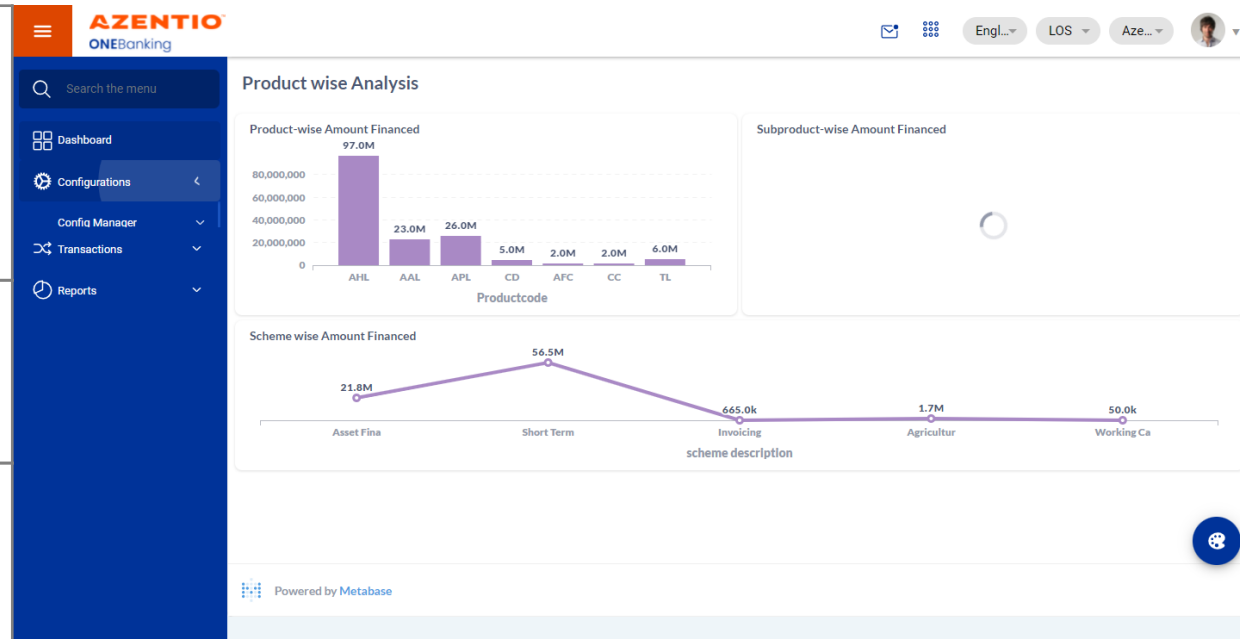 AZENTIO
ONEBanking
Engl...
LOS
Aze...
Search the menu
Dashboard
Configurations
Config Manager
Transactions
Reports
Product wise Analysis
Product-wise Amount Financed
97.0M
80,000,000
60,000,000
40,000,000
20,000,000
0
23.0M
26.0M
5.0M
2.0M
2.0M
6.0M
AHL AAL APL CD AFC CC TL
Productcode
Subproduct-wise Amount Financed
Scheme wise Amount Financed
21.8M
56.5M
665.0k
1.7M
50.0k
Asset Fina Short Term Invoicing Agricultur Working Ca
scheme description
Powered by Metabase